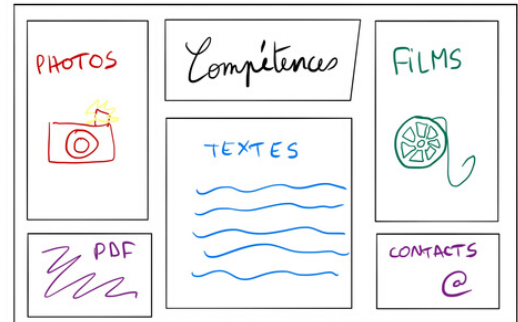 PHOTOS
Compétences
FiLMS
TEXTES
PDF
CONTACTS
@